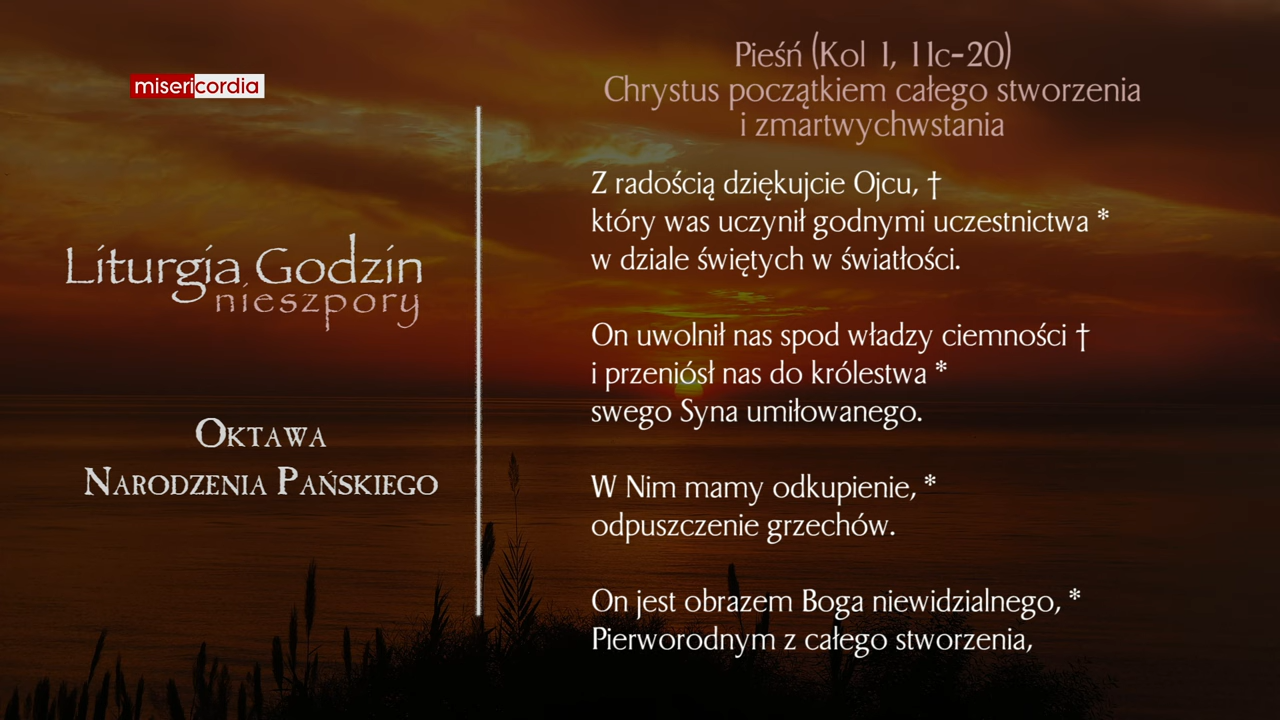 misericordia
Liturgia Godzin
nieszpory
Oktawa
Narodzenia Pańskiego
Pieśń (Kol 1, 11c-20)
Chrystus początkiem całego stworzenia
i zmartwychwstania
Z radością dziękujcie Ojcu, †
który was uczynił godnymi uczestnictwa *
w dziale świętych w światłości.
On uwolnił nas spod władzy ciemności †
i przeniósł nas do królestwa *
swego Syna umiłowanego.
W Nim mamy odkupienie, *
odpuszczenie grzechów.
On jest obrazem Boga niewidzialnego, *
Pierworodnym z całego stworzenia,